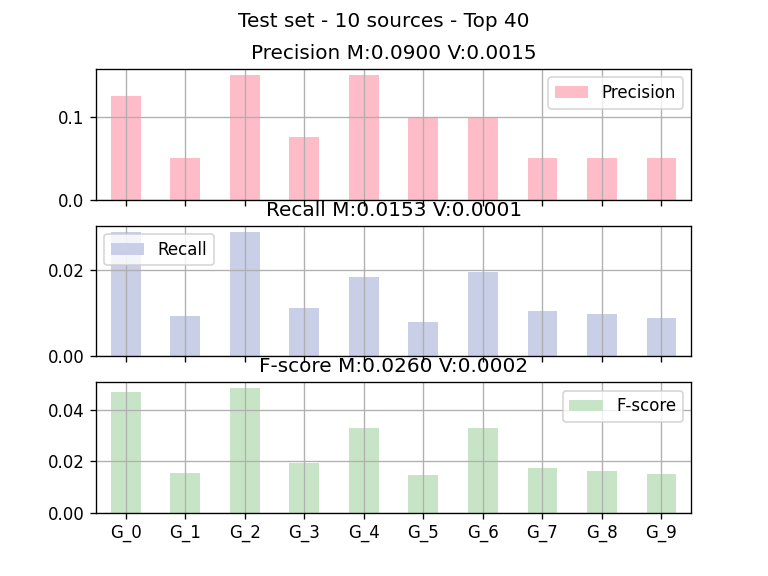 Test set - 10 sources - Top 40
Precision M:0.0900 V:0.0015
Precision
0.1
0.0
Recall M:0.0153 V:0.0001
Recall
0.02
0.00
F-score M:0.0260 V:0.0002
F-score
0.04
0.02
0.00
G_0 G_1 G_2 G_3 G_4 G_5 G_6 G_7 G_8 G_9